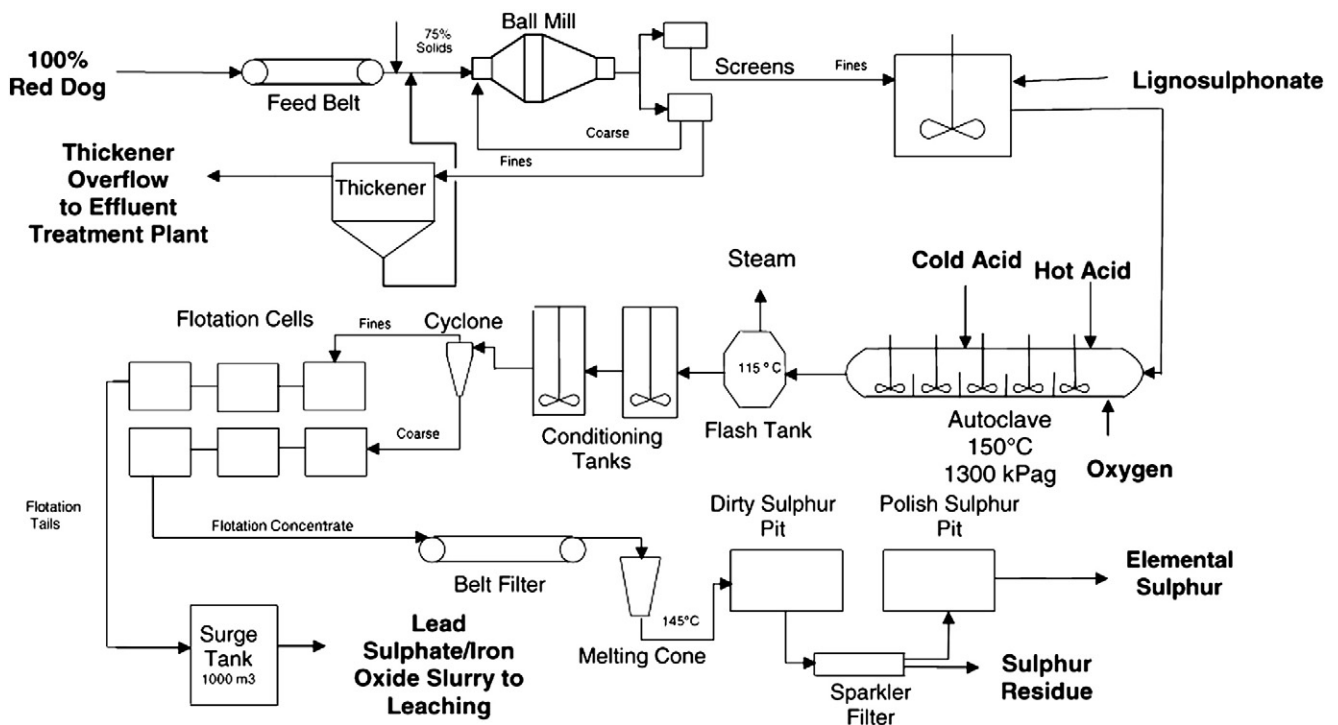 Ball Mill
75%
Solids
100%
Red Dog
Feed Belt
Screens
Fines
Lignosulphonate
Coarse
Fines
Thickener
Overflow
to Effluent
Treatment Plant
Thickener
Steam
Cold Acid
Hot Acid
Flotation Cells
Fines
Cyclone
115 °C
Coarse
Conditioning
Tanks
Flash Tank
Autoclave
150°C
1300 kPag
Oxygen
Flotation
Tails
Flotation Concentrate
Belt Filter
Dirty Sulphur
Pit
Polish Sulphur
Pit
Elemental
Sulphur
145°C
Melting Cone
Surge
Tank
1000 m3
Lead
Sulphate/Iron
Oxide Slurry to
Leaching
Sparkler
Filter
Sulphur
Residue